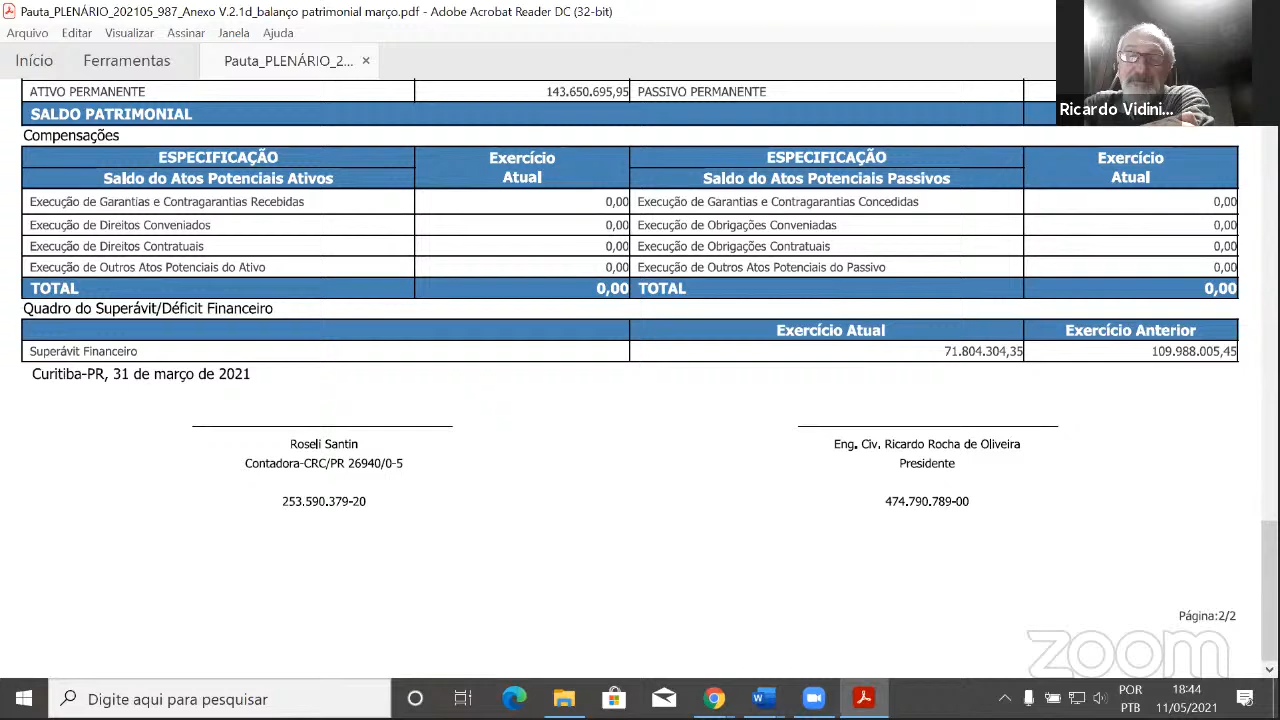 Pauta_PLENÁRIO_202105_987_Anexo V.2.1d_balanço patrimonial março.pdf - Adobe Acrobat Reader DC (32-bit)
Arquivo Editar Visualizar Assinar Janela Ajuda
Início Ferramentas Pauta_PLENÁRIO_2... ×
Ricardo Vidini...
ATIVO PERMANENTE 143.650.695,95 PASSIVO PERMANENTE
SALDO PATRIMONIAL
Compensações
ESPECIFICAÇÃO Exercício ESPECIFICAÇÃO Exercício
Saldo do Atos Potenciais Ativos Atual Saldo do Atos Potenciais Passivos Atual
Execução de Garantias e Contragarantias Recebidas 0,00 Execução de Garantias e Contragarantias Concedidas 0,00
Execução de Direitos Conveniados 0,00 Execução de Obrigações Conveniadas 0,00
Execução de Direitos Contratuais 0,00 Execução de Obrigações Contratuais 0,00
Execução de Outros Atos Potenciais do Ativo 0,00 Execução de Outros Atos Potenciais do Passivo 0,00
TOTAL 0,00 TOTAL 0,00
Quadro do Superávit/Déficit Financeiro
Exercício Atual Exercício Anterior
Superávit Financeiro 71.804.304,35 109.988.005,45
Curitiba-PR, 31 de março de 2021
Roseli Santin Eng. Civ. Ricardo Rocha de Oliveira
Contadora-CRC/PR 26940/0-5 Presidente
253.590.379-20 474.790.789-00
Página:2/2
zoom
Digite aqui para pesquisar
POR 18:44
PTB 11/05/2021